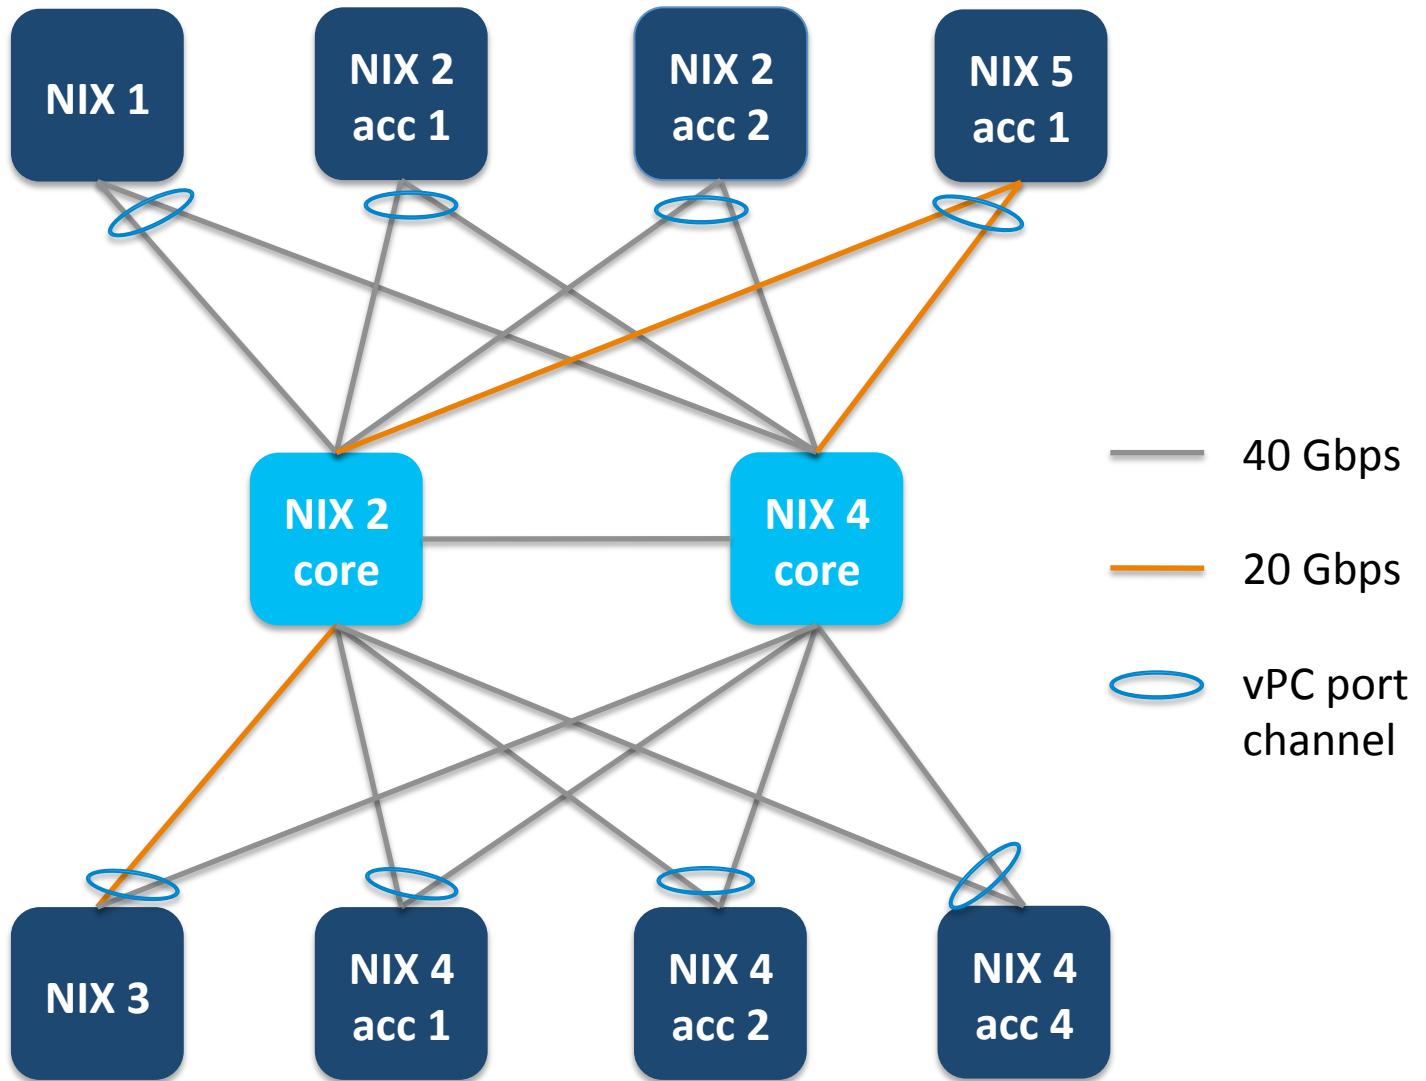 NIX 1
NIX 2
acc 1
NIX 2
acc 2
NIX 5
acc 1
NIX 2
core
NIX 4
core
40 Gbps
20 Gbps
vPC port
channel
NIX 3
NIX 4
acc 1
NIX 4
acc 2
NIX 4
acc 4